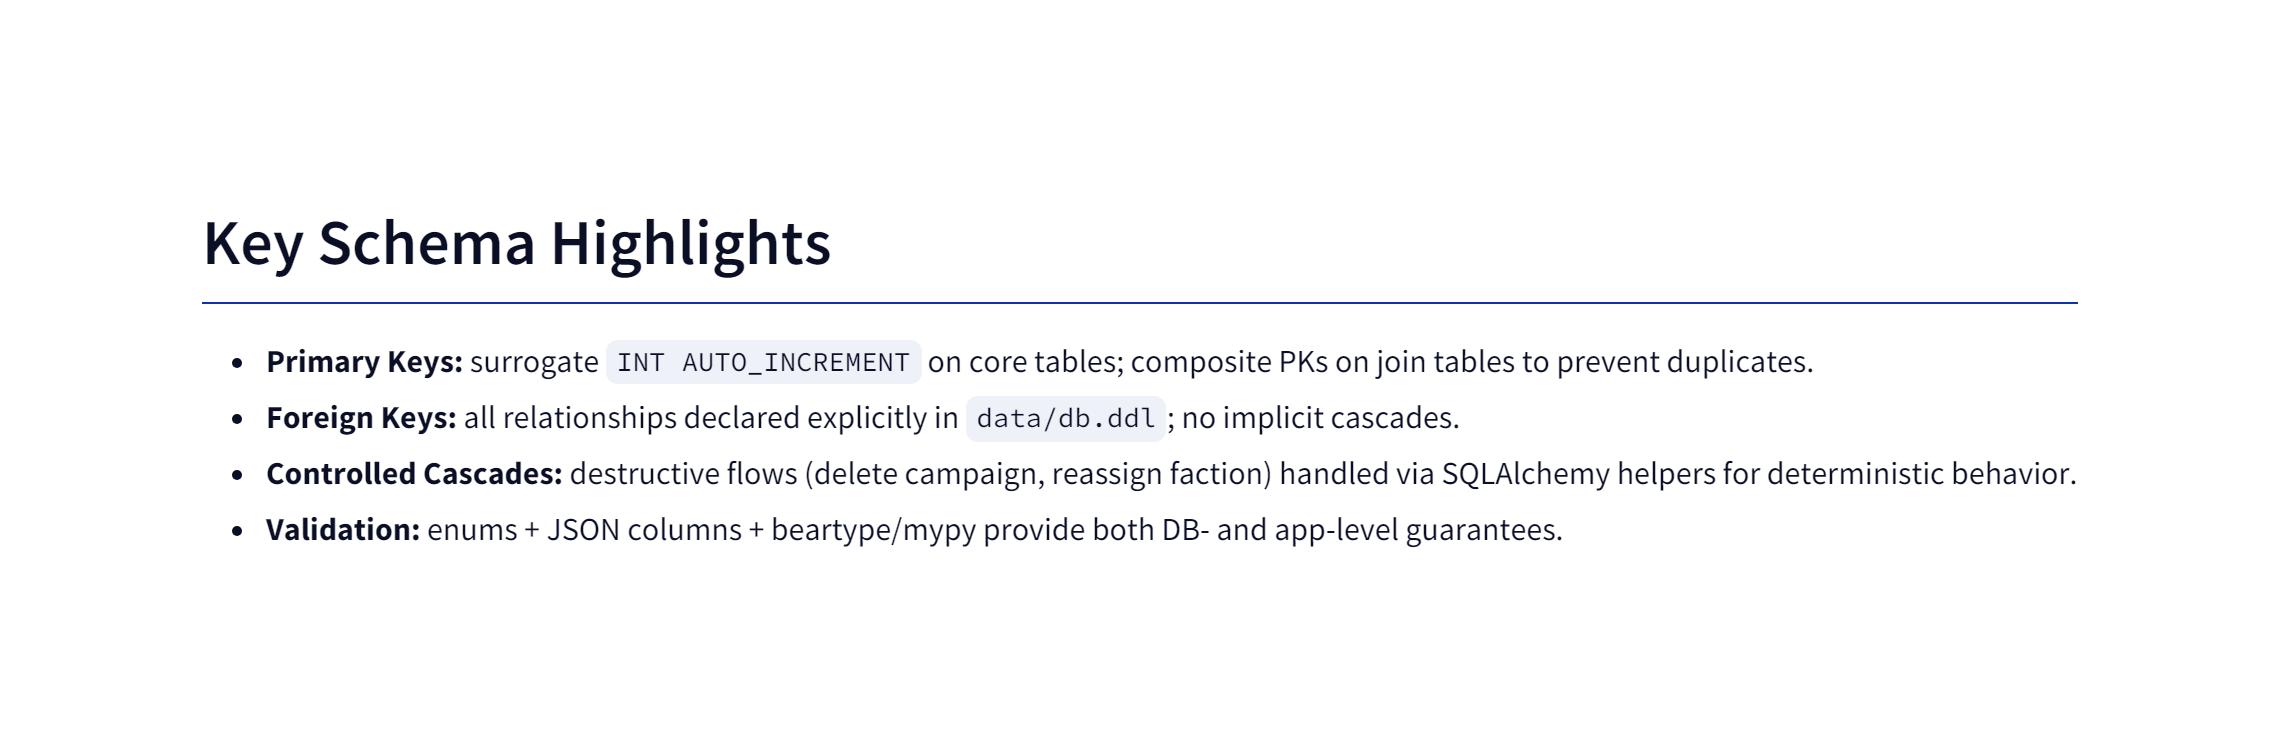 Key Schema Highlights
Primary Keys: surrogate INT AUTO_INCREMENT on core tables; composite PKs on join tables to prevent duplicates.
Foreign Keys: all relationships declared explicitly in data/db.ddl; no implicit cascades.
Controlled Cascades: destructive flows (delete campaign, reassign faction) handled via SQLAlchemy helpers for deterministic behavior.
Validation: enums + JSON columns + beartype/mypy provide both DB- and app-level guarantees.